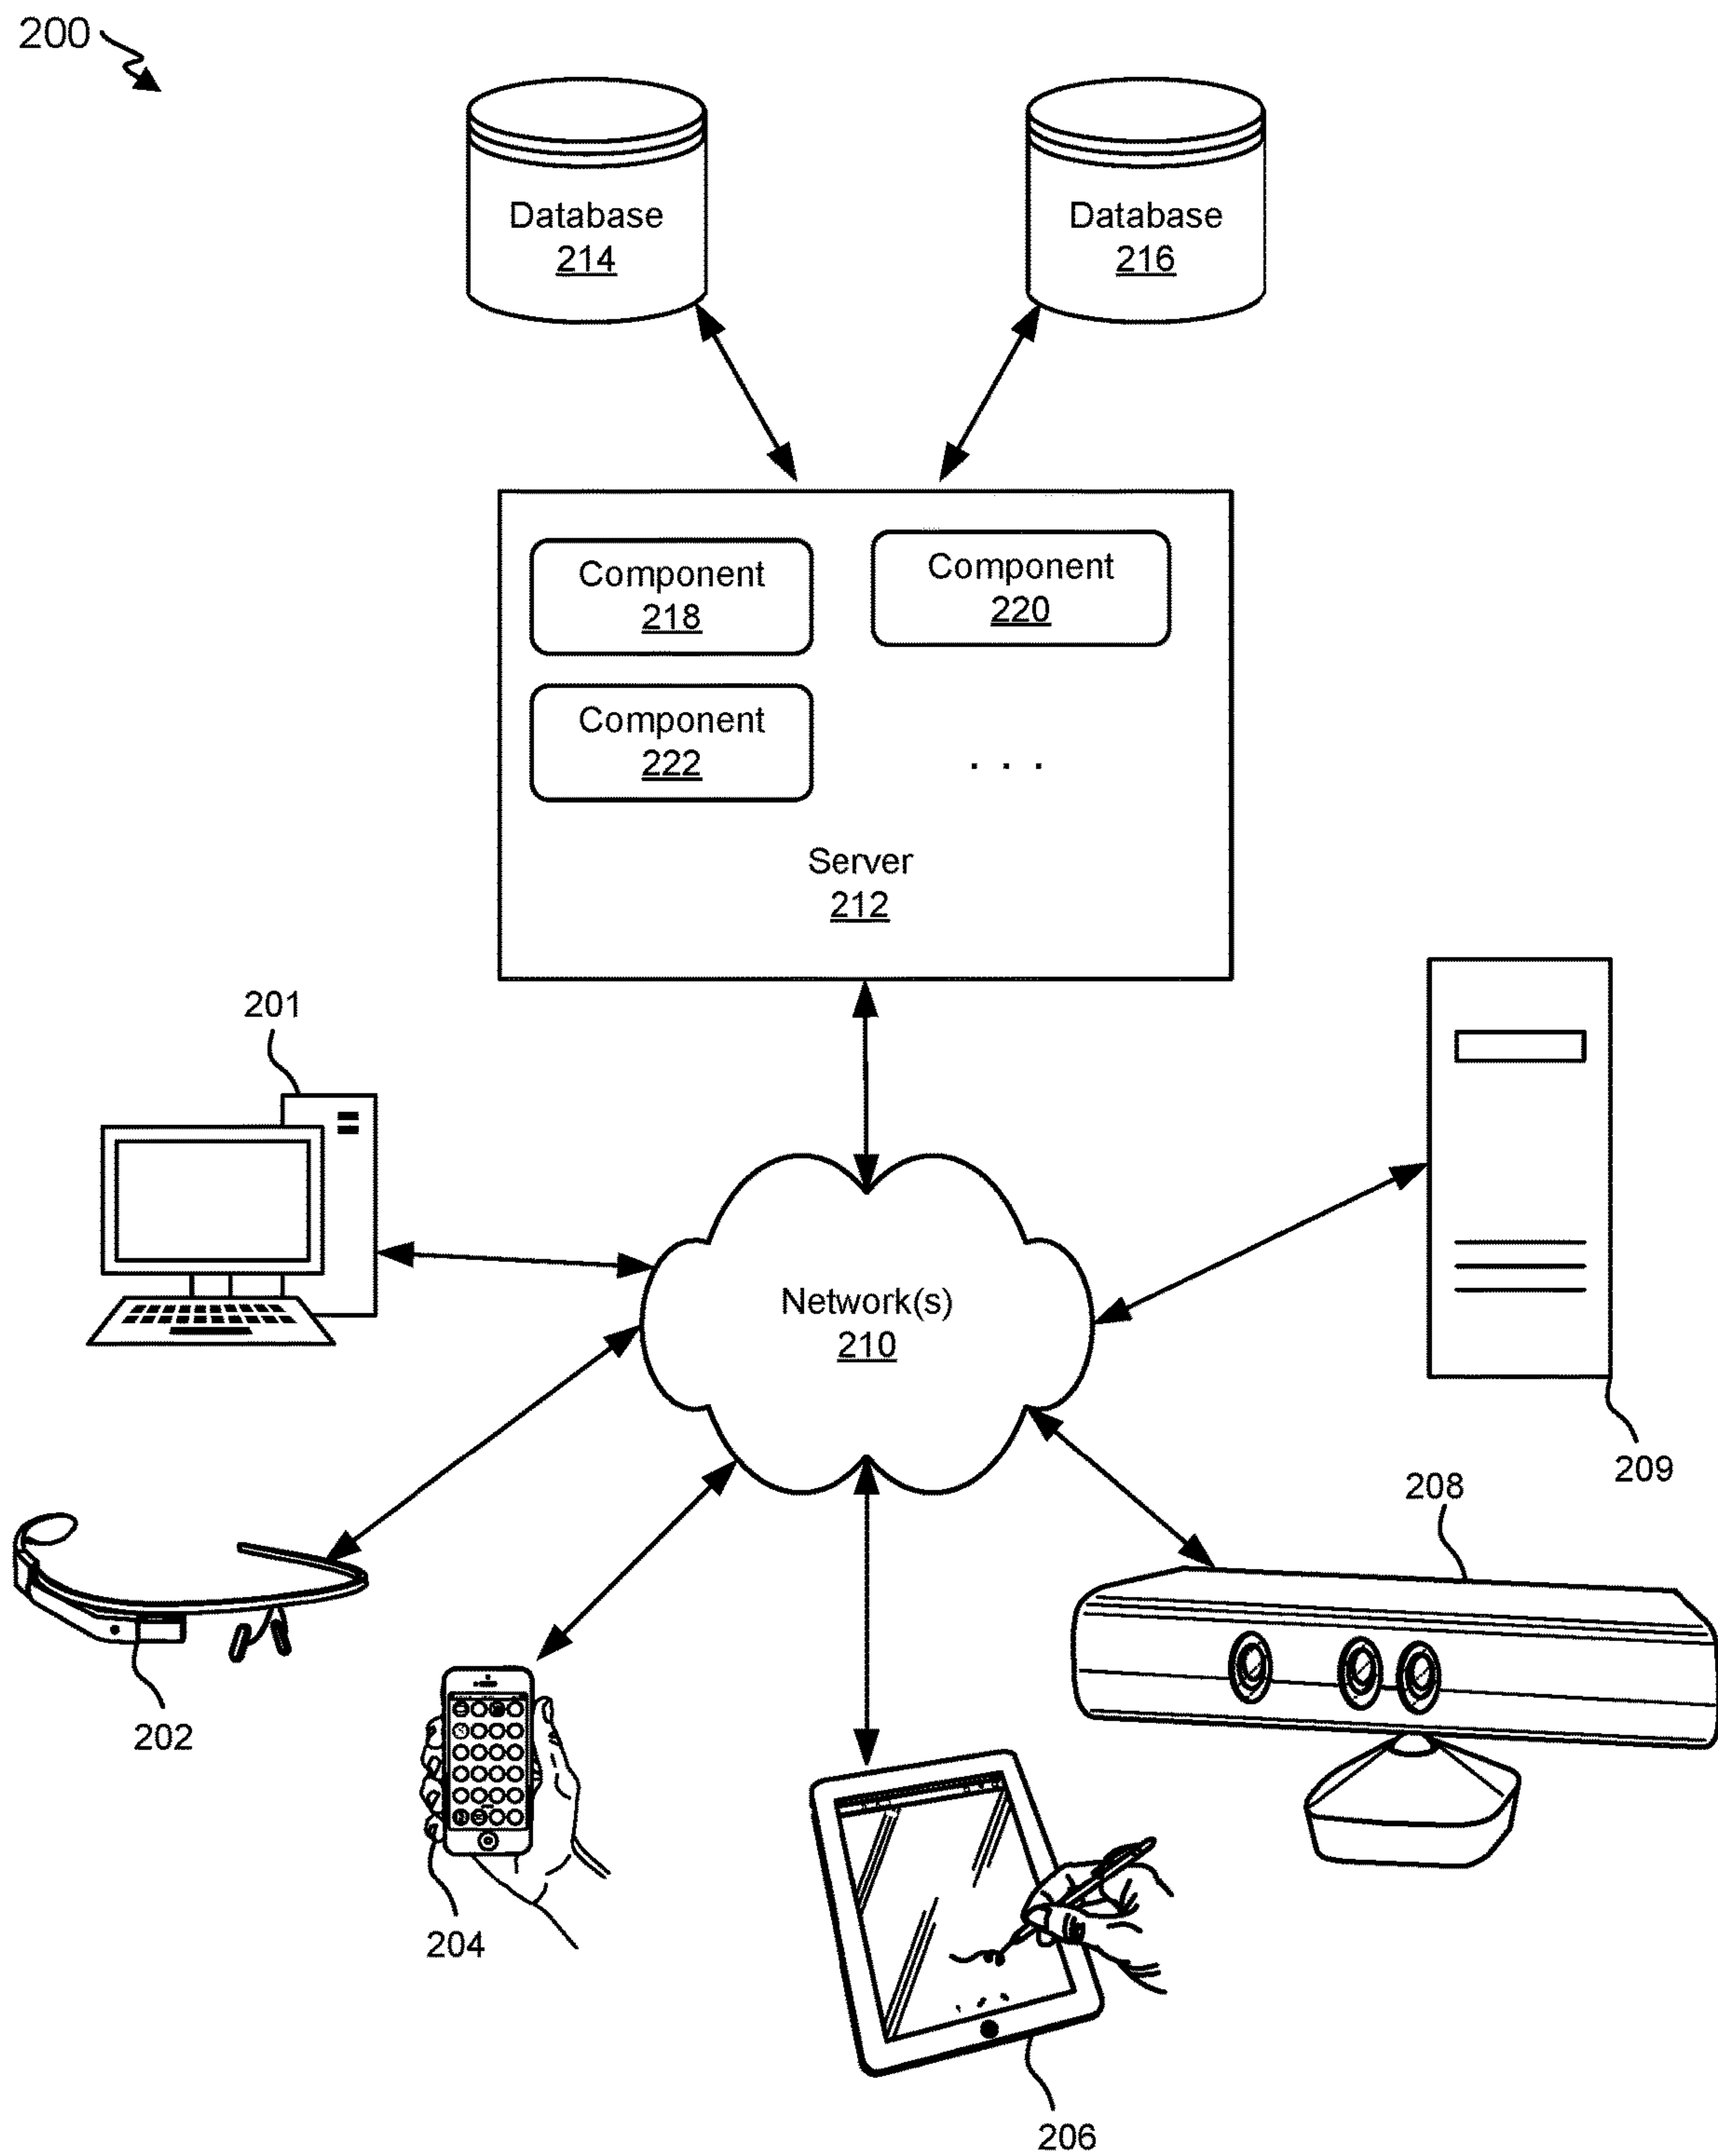 200
Database
214
Database
216
Component
218
Component
220
Component
222
. . .
Server
212
201
Network(s)
210
209
208
202
204
206